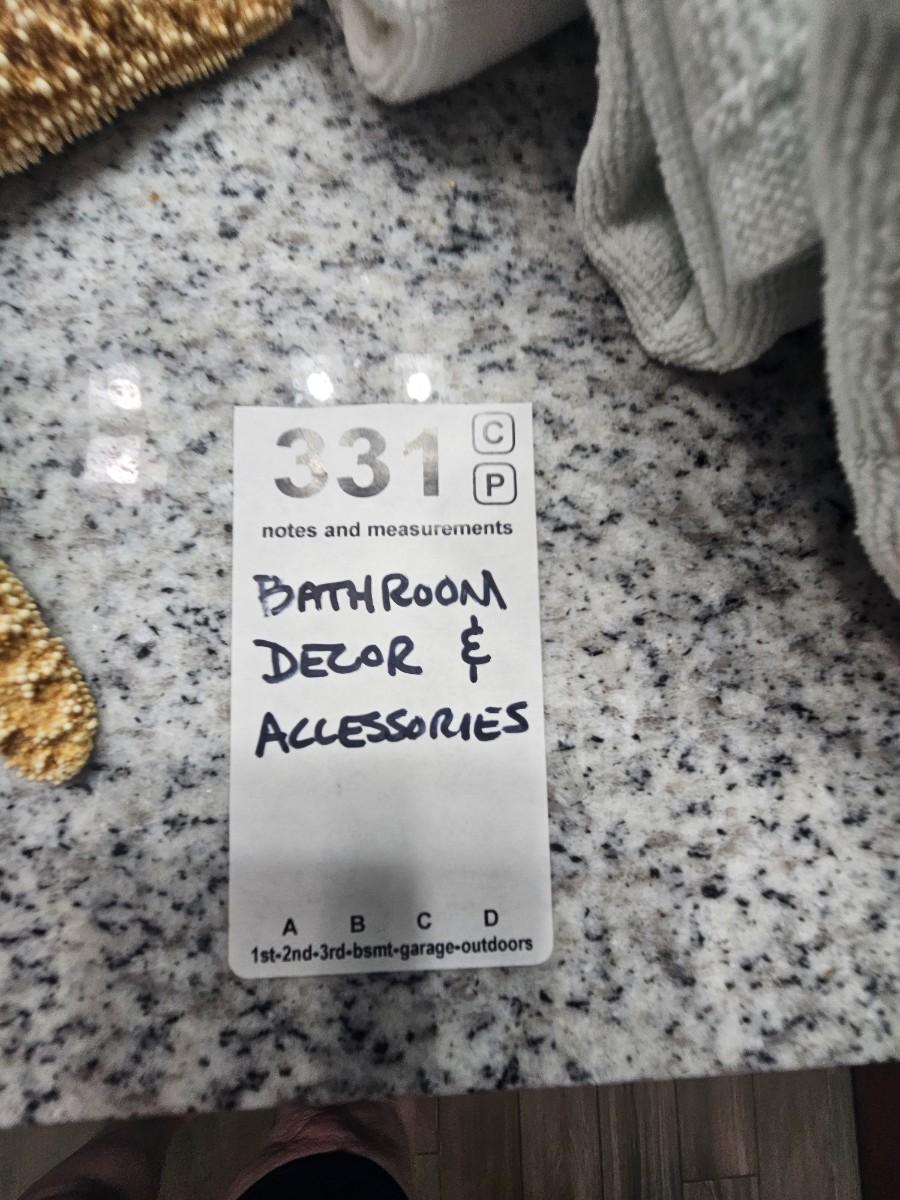 331 C
P
notes and measurements
BATHROOM
DECOR &
ACCESSORIES
A B C D
1st-2nd-3rd-bsmt-garage-outdoors